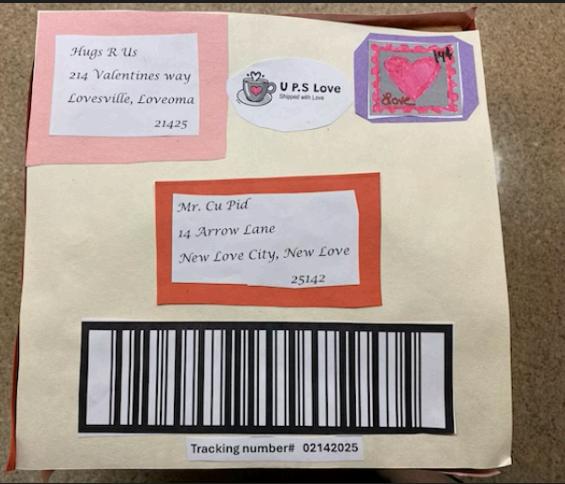 Hugs R Us
214 Valentines way
Lovesville, Loveoma
21425
U P.S Love
Shipped with Love
14¢
Love
Mr. Cu Pid
14 Arrow Lane
New Love City, New Love
25142
Tracking number# 02142025